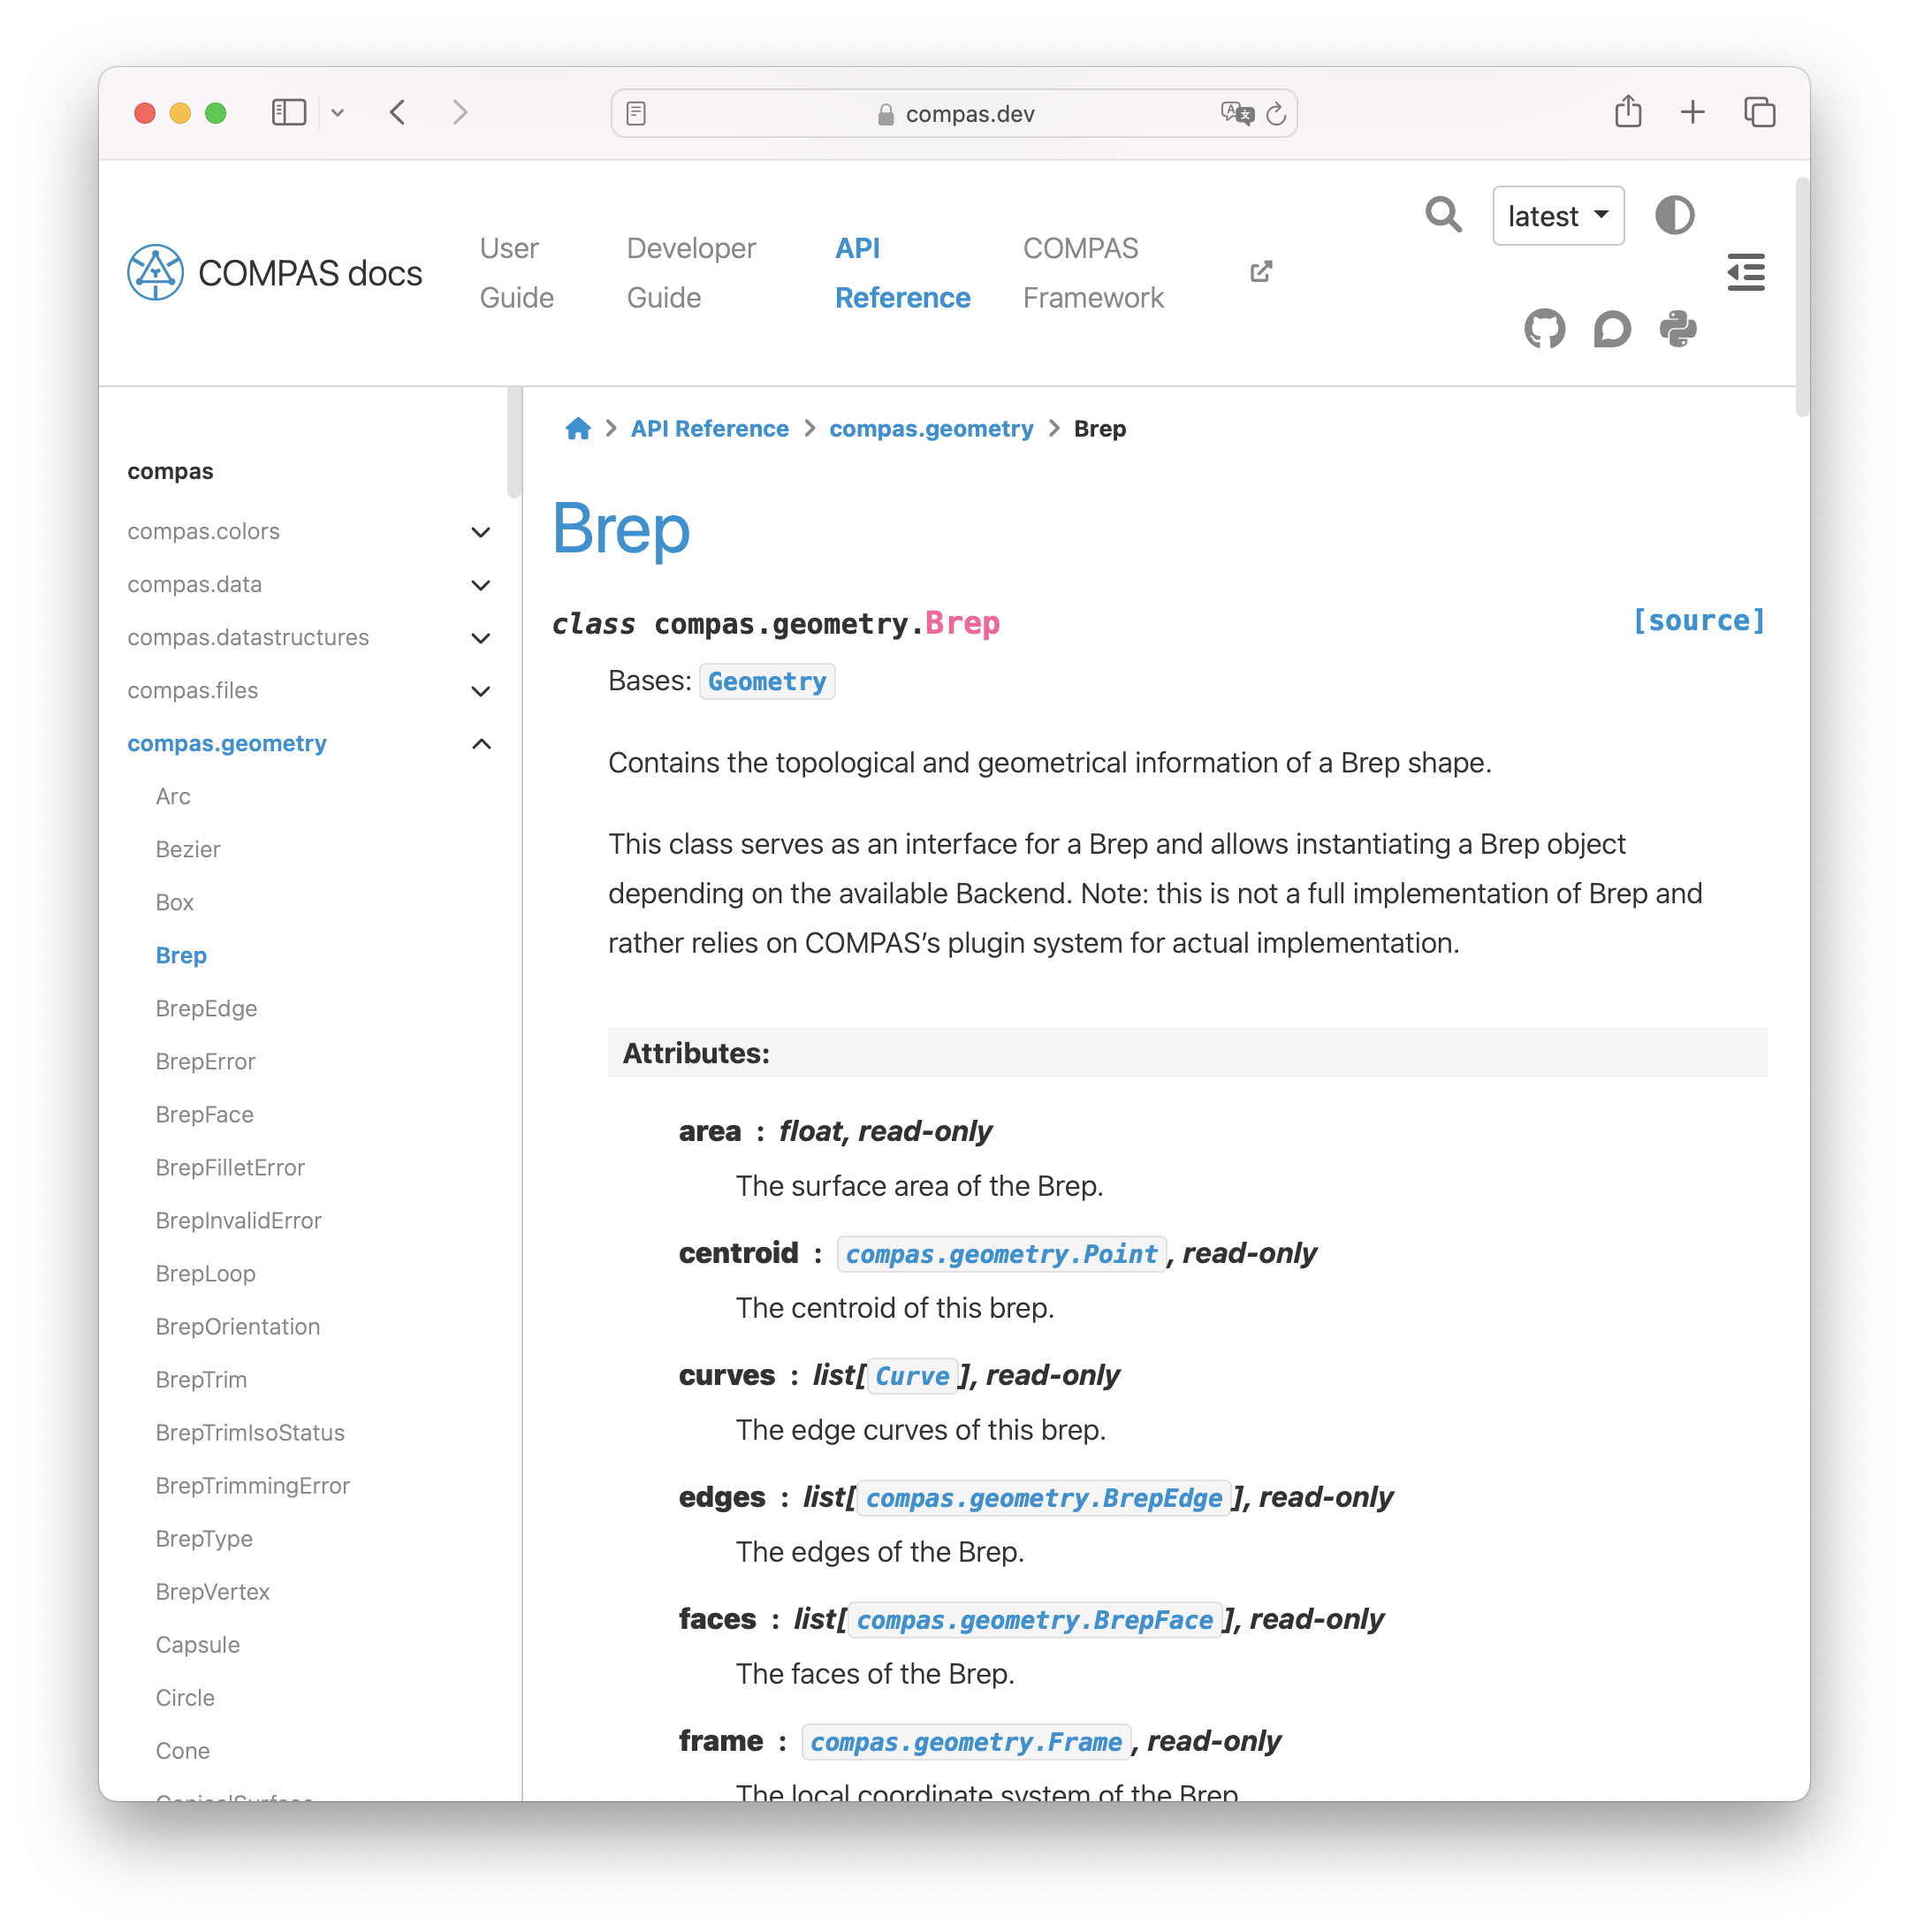 compas.dev
COMPAS docs
User Guide
Developer Guide
API Reference
COMPAS Framework
latest
compas
compas.colors
compas.data
compas.datastructures
compas.files
compas.geometry
Arc
Bezier
Box
Brep
BrepEdge
BrepError
BrepFace
BrepFilletError
BrepInvalidError
BrepLoop
BrepOrientation
BrepTrim
BrepTrimIsoStatus
BrepTrimmingError
BrepType
BrepVertex
Capsule
Circle
Cone
ConicalSurface
API Reference > compas.geometry > Brep
Brep
class compas.geometry.Brep [source]
Bases: Geometry
Contains the topological and geometrical information of a Brep shape.
This class serves as an interface for a Brep and allows instantiating a Brep object
depending on the available Backend. Note: this is not a full implementation of Brep and
rather relies on COMPAS’s plugin system for actual implementation.
Attributes:
area : float, read-only
The surface area of the Brep.
centroid : compas.geometry.Point, read-only
The centroid of this brep.
curves : list[Curve], read-only
The edge curves of this brep.
edges : list[compas.geometry.BrepEdge], read-only
The edges of the Brep.
faces : list[compas.geometry.BrepFace], read-only
The faces of the Brep.
frame : compas.geometry.Frame, read-only
The local coordinate system of the Brep